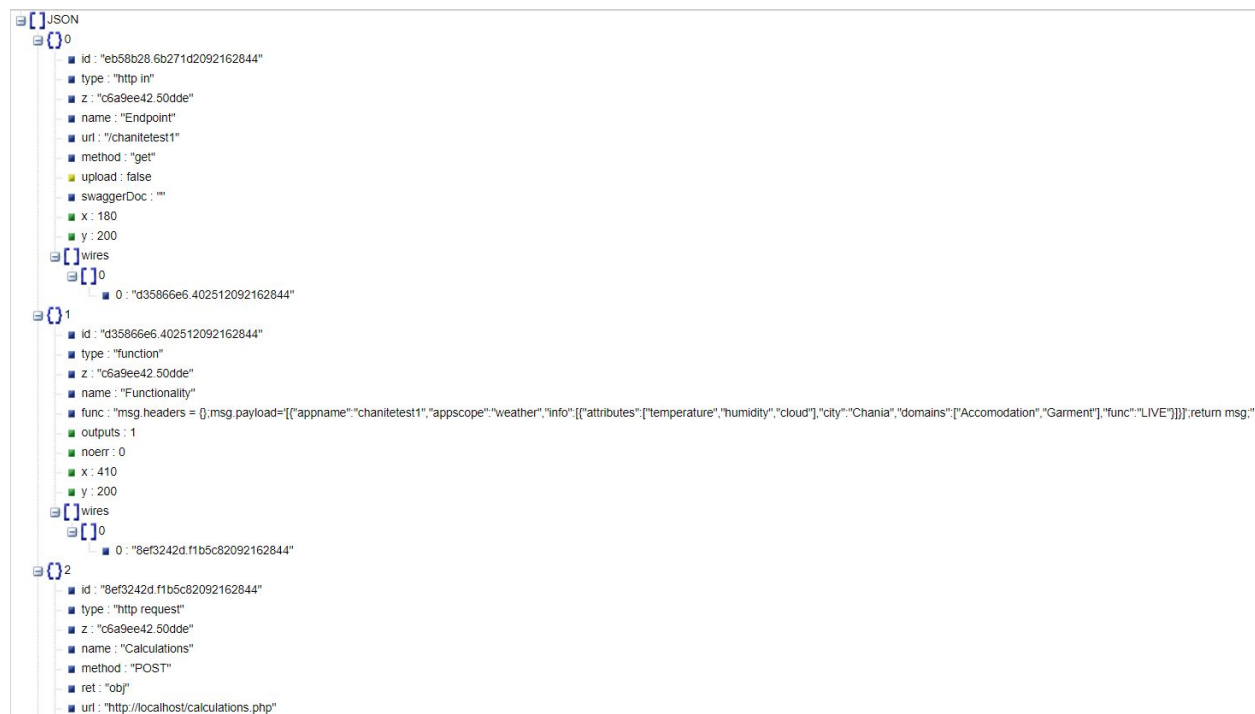 JSON
0
id : "eb58b28.6b271d2092162844"
type : "http in"
z : "c6a9ee42.50dde"
name : "Endpoint"
url : "/chanitetest1"
method : "get"
upload : false
swaggerDoc : ""
x : 180
y : 200
wires
0
0 : "d35866e6.402512092162844"
1
id : "d35866e6.402512092162844"
type : "function"
z : "c6a9ee42.50dde"
name : "Functionality"
func : "msg.headers = {};msg.payload='[{"appname":"chanitetest1","appscope":"weather","info":[{"attributes":["temperature","humidity","cloud"],"city":"Chania","domains":["Accomodation","Garment"],"func":"LIVE"}]}]';return msg;"
outputs : 1
noerr : 0
x : 410
y : 200
wires
0
0 : "8ef3242d.f1b5c82092162844"
2
id : "8ef3242d.f1b5c82092162844"
type : "http request"
z : "c6a9ee42.50dde"
name : "Calculations"
method : "POST"
ret : "obj"
url : "http://localhost/calculations.php"